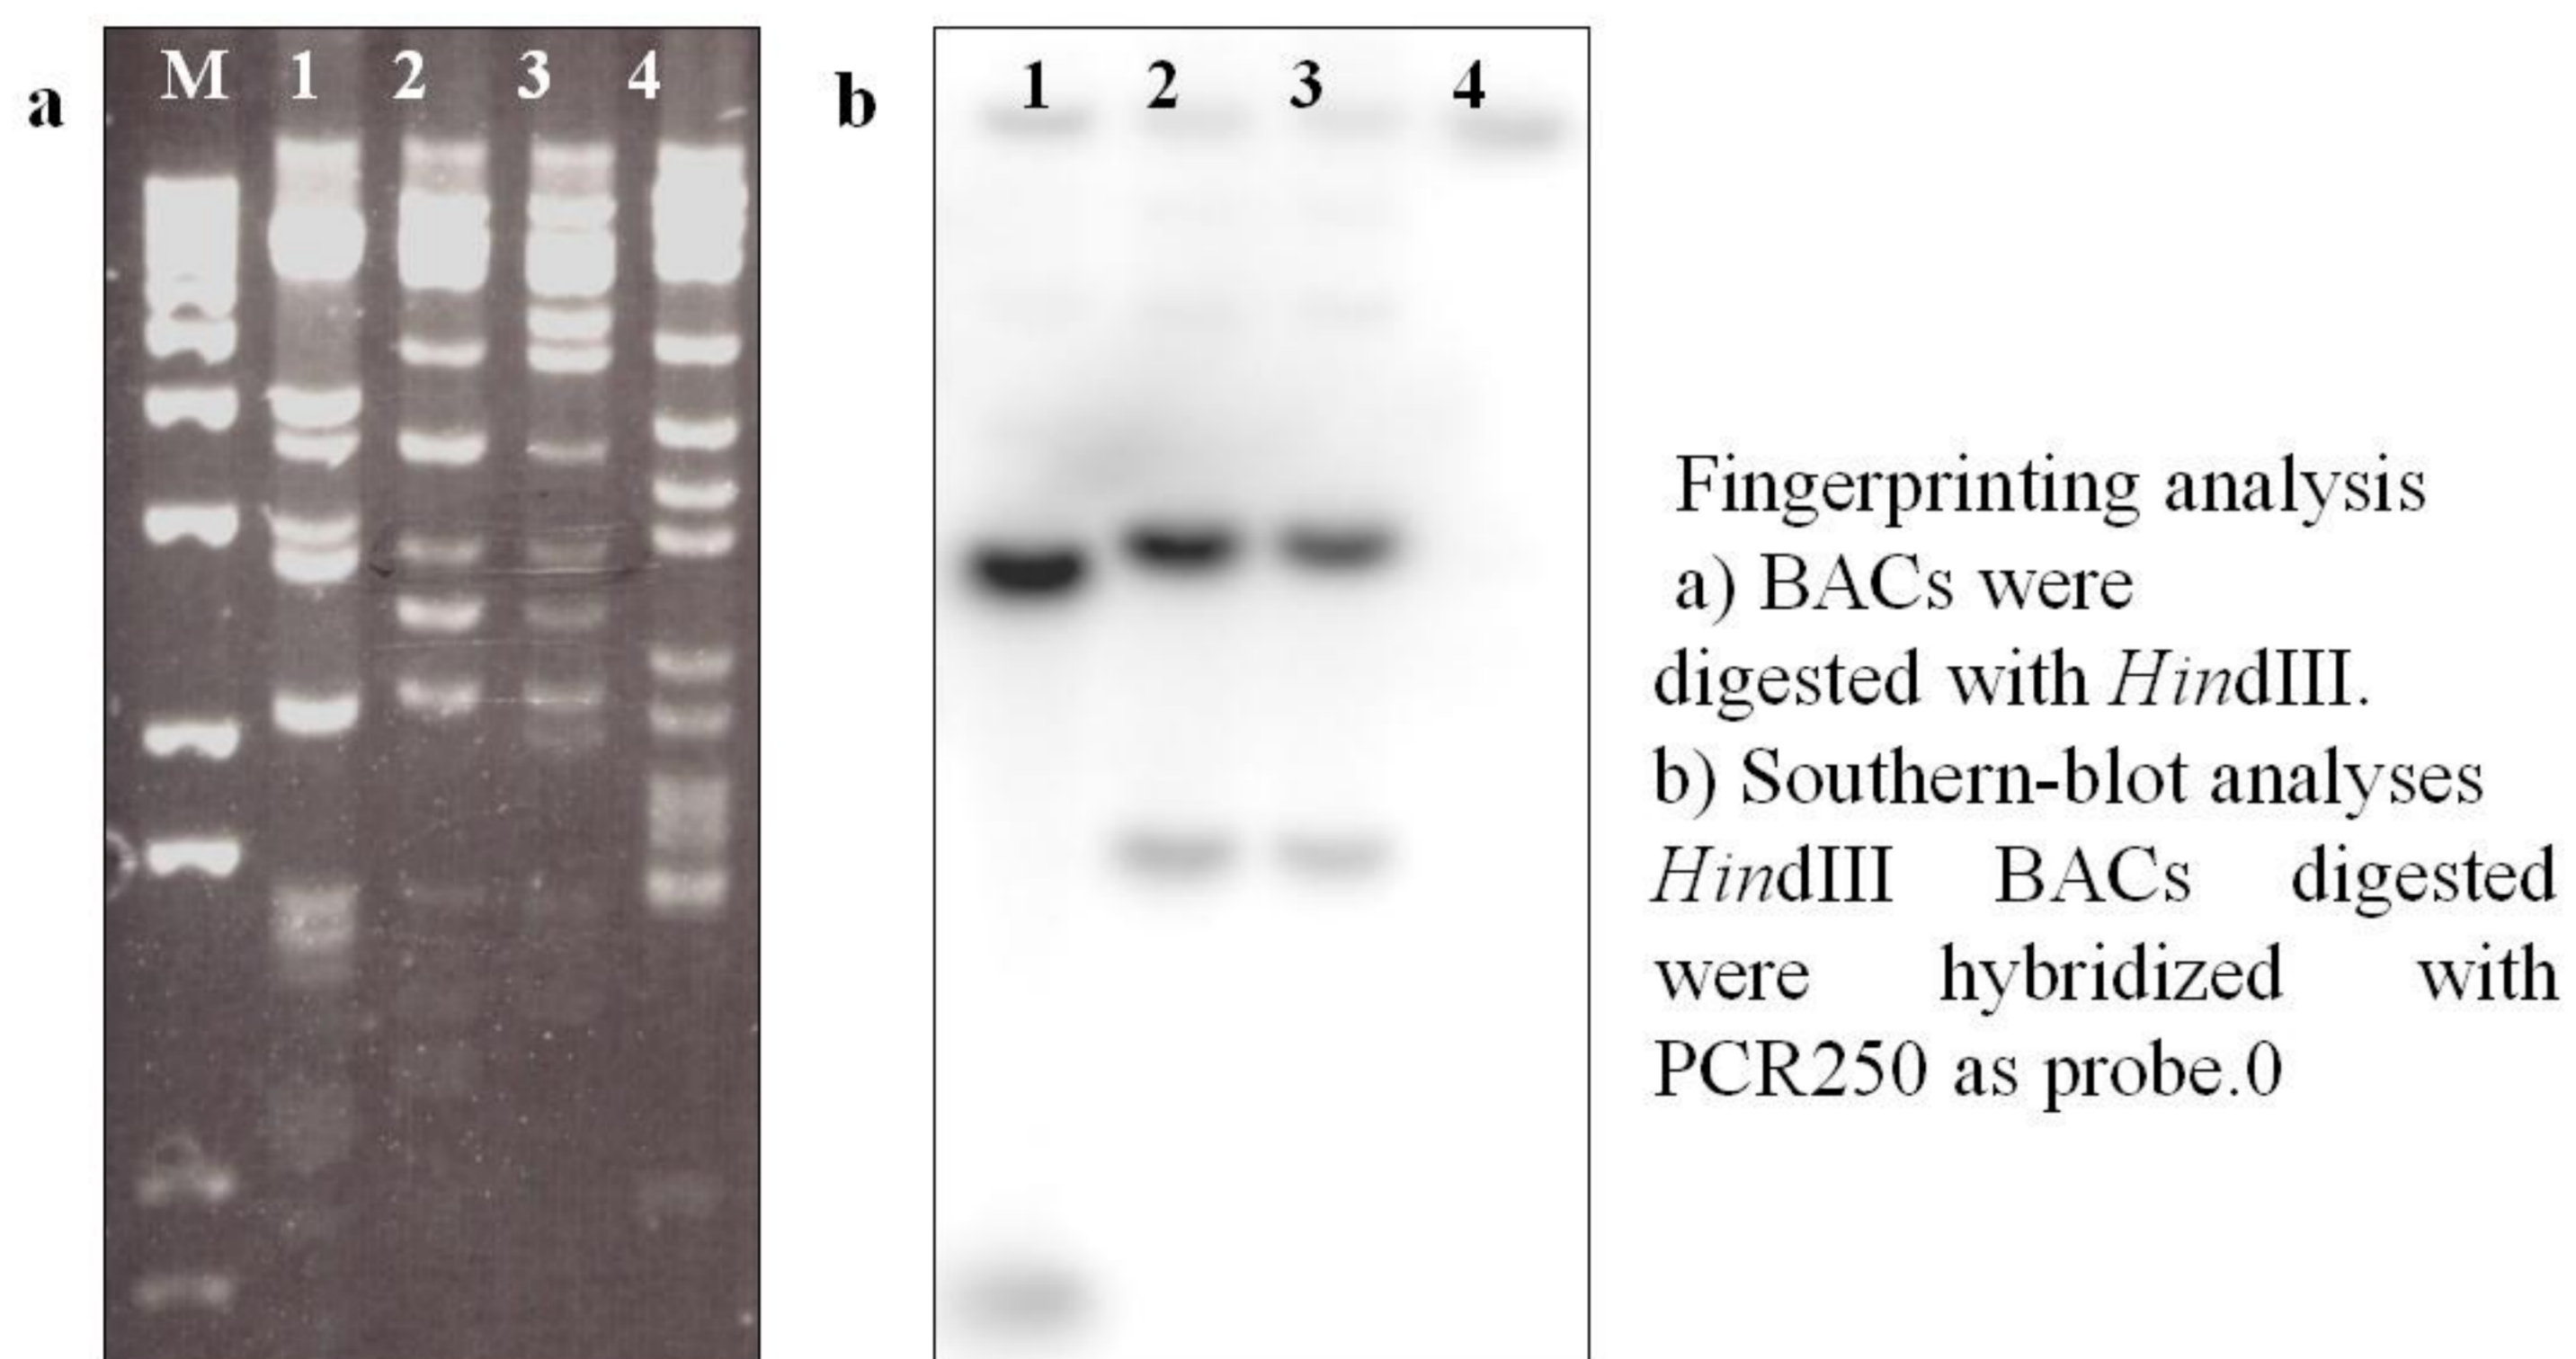 a
M 1 2 3 4
b
1 2 3 4
Fingerprinting analysis
a) BACs were
digested with HindIII.
b) Southern-blot analyses
HindIII BACs digested
were hybridized with
PCR250 as probe.0